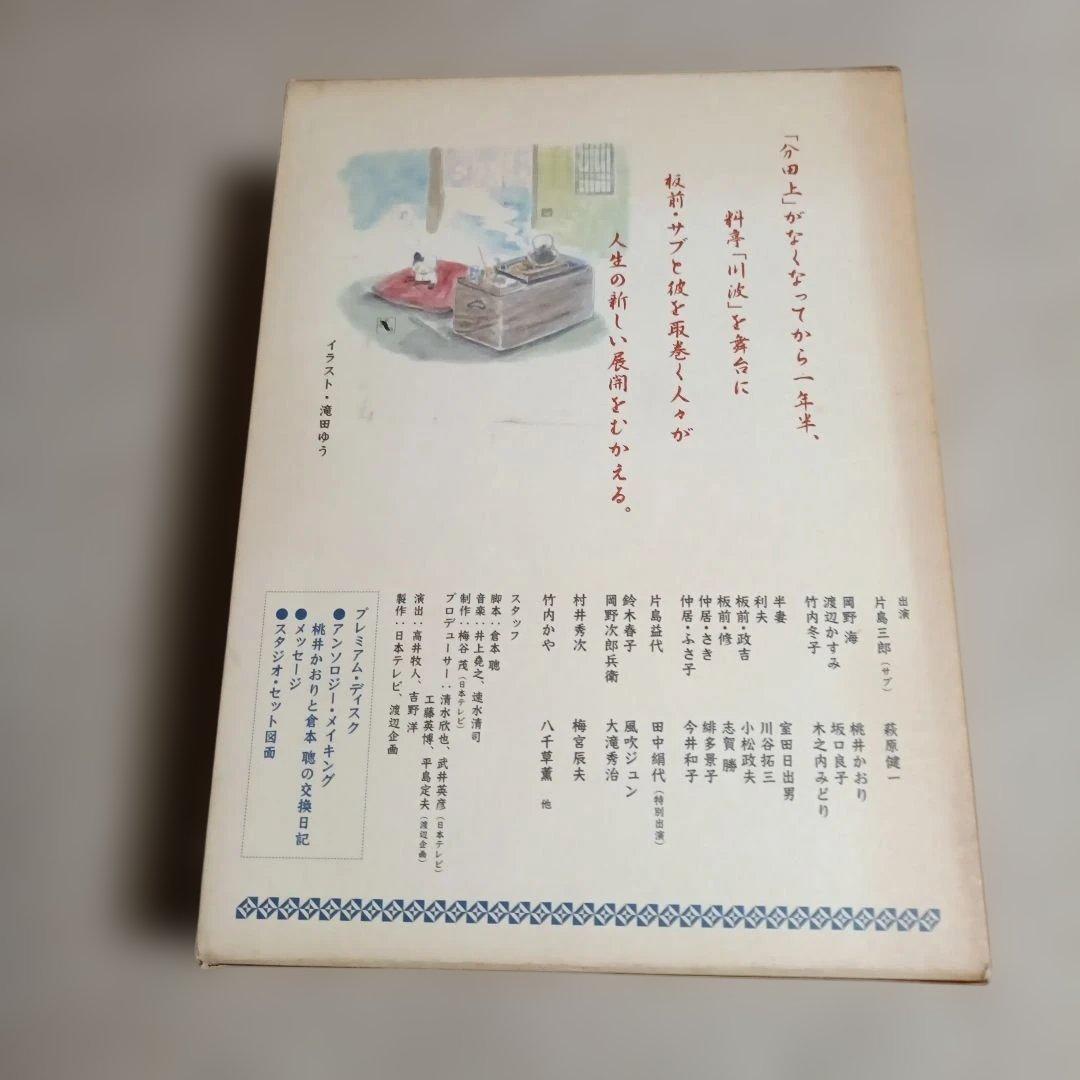 「分田上」がなくなってから一年半、
料亭「川波」を舞台に
板前・サブと彼を取巻く人々が
人生の新しい展開をむかえる。
イラスト・滝田ゆう
出演
片島三郎（サブ） 萩原健一
岡野 海 桃井かおり
渡辺かすみ 坂口良子
竹内冬子 木之内みどり
半妻 室田日出男
利夫 川谷拓三
板前・政吉 小松政夫
板前・修 志賀 勝
仲居・さき 緋多景子
仲居・ふさ子 今井和子
片島益代 田中絹代（特別出演）
鈴木春子 風吹ジュン
岡野次郎兵衛 大滝秀治
村井秀次 梅宮辰夫
竹内かや 八千草薫 他
スタッフ
脚本：倉本 聰
音楽：井上堯之、速水清司
制作：梅谷 茂（日本テレビ）
プロデューサー：清水欣也、武井英彦（日本テレビ）
工藤英博、平島定夫（渡辺企画）
演出：高井牧人、吉野 洋
製作：日本テレビ、渡辺企画
プレミアム・ディスク
●アンソロジー・メイキング
桃井かおりと倉本 聰の交換日記
●メッセージ
●スタジオ・セット図面